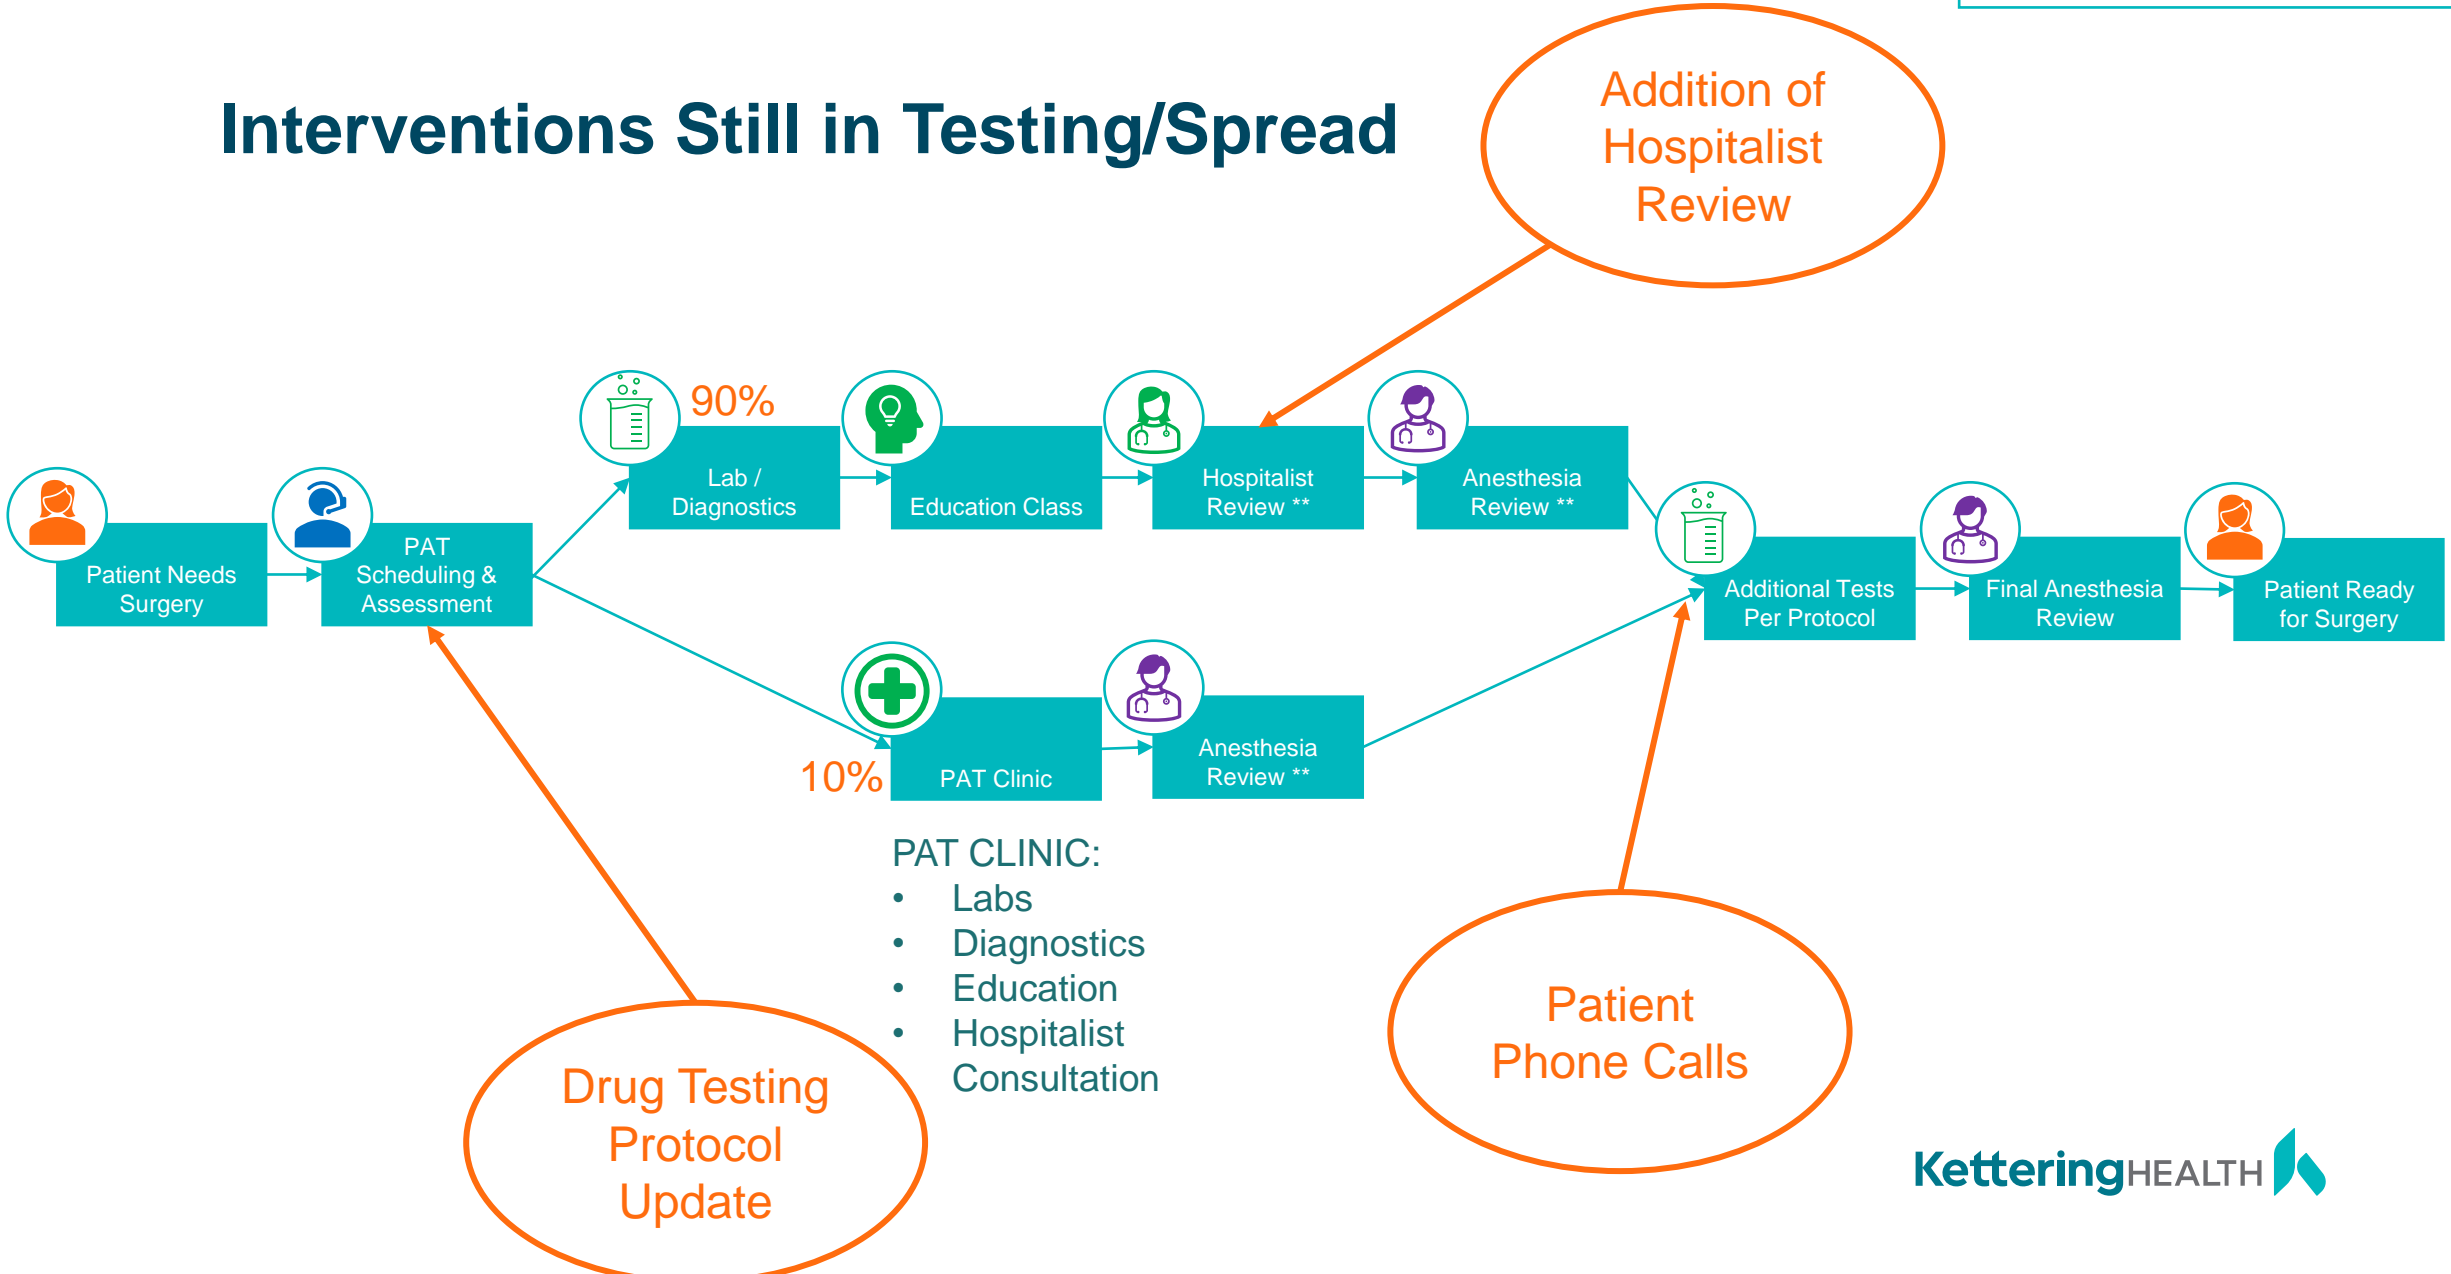 Interventions Still in Testing/Spread
Addition of
Hospitalist
Review
90%
Lab /
Diagnostics
Education Class
Hospitalist
Review **
Anesthesia
Review **
Patient Needs
Surgery
PAT
Scheduling &
Assessment
Additional Tests
Per Protocol
Final Anesthesia
Review
Patient Ready
for Surgery
10%
PAT Clinic
Anesthesia
Review **
PAT CLINIC:
• Labs
• Diagnostics
• Education
• Hospitalist
Consultation
Drug Testing
Protocol
Update
Patient
Phone Calls
KetteringHEALTH